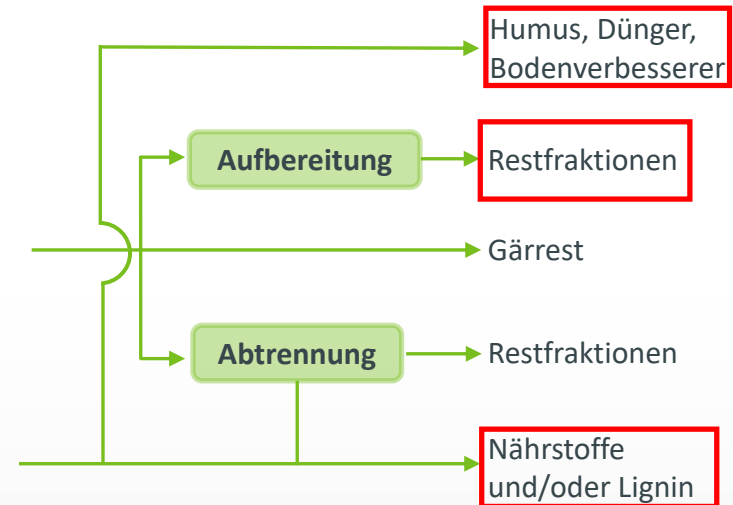 Humus, Dünger,
Bodenverbesserer
Aufbereitung
Restfraktionen
Gärrest
Abtrennung
Restfraktionen
Nährstoffe
und/oder Lignin